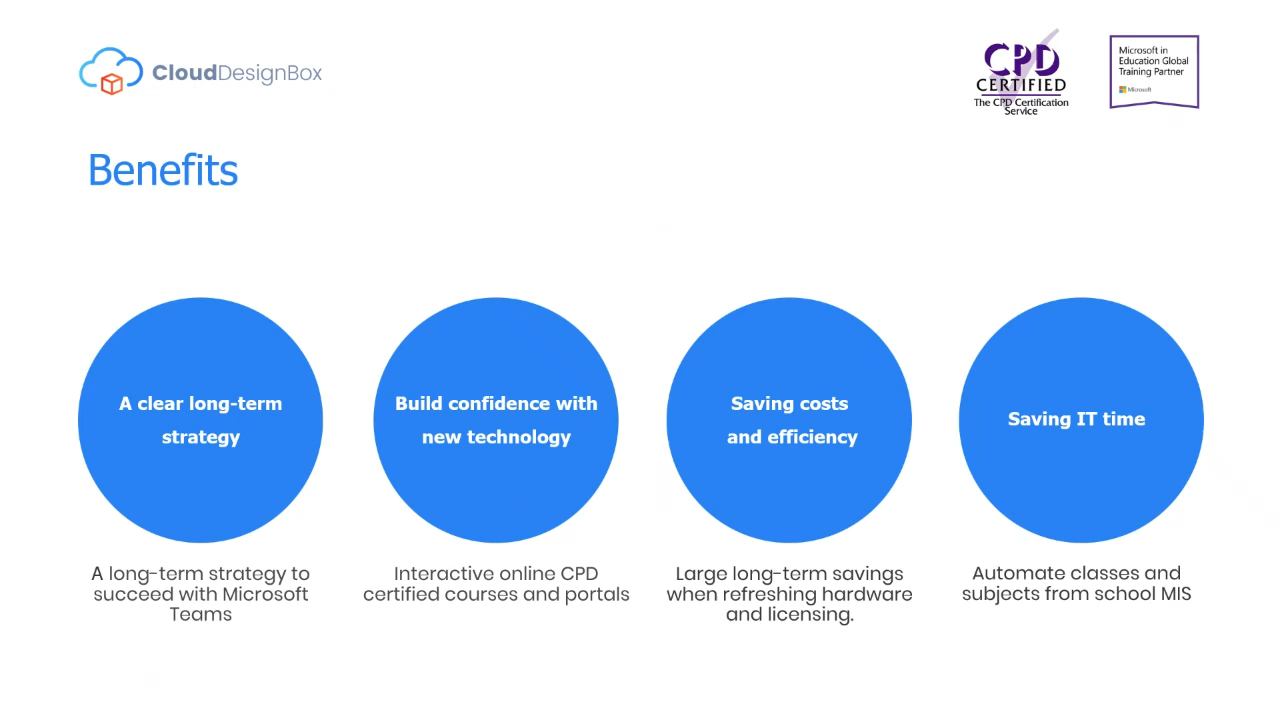 CloudDesignBox
CPD
CERTIFIED
The CPD Certification
Service
Microsoft in
Education Global
Training Partner
Microsoft
Benefits
A clear long-term
strategy
Build confidence with
new technology
Saving costs
and efficiency
Saving IT time
A long-term strategy to
succeed with Microsoft
Teams
Interactive online CPD
certified courses and portals
Large long-term savings
when refreshing hardware
and licensing.
Automate classes and
subjects from school MIS